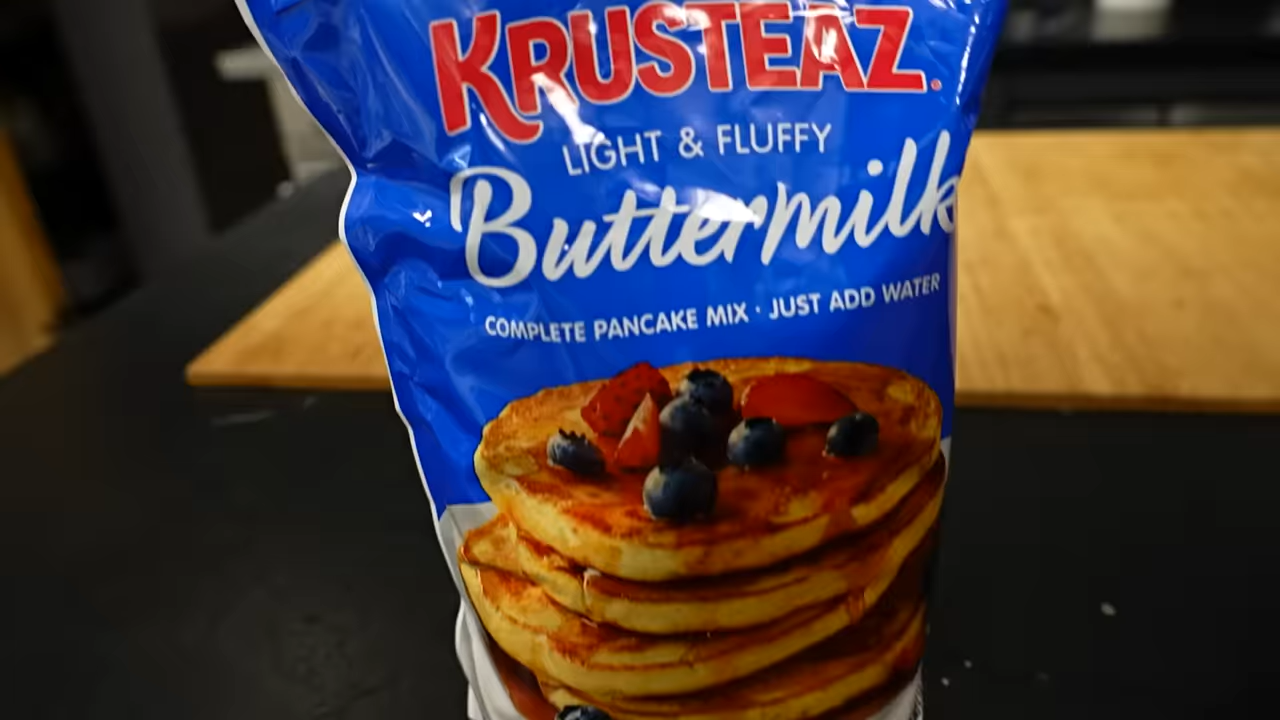 KRUSTEAZ.
LIGHT & FLUFFY
Buttermilk
COMPLETE PANCAKE MIX · JUST ADD WATER